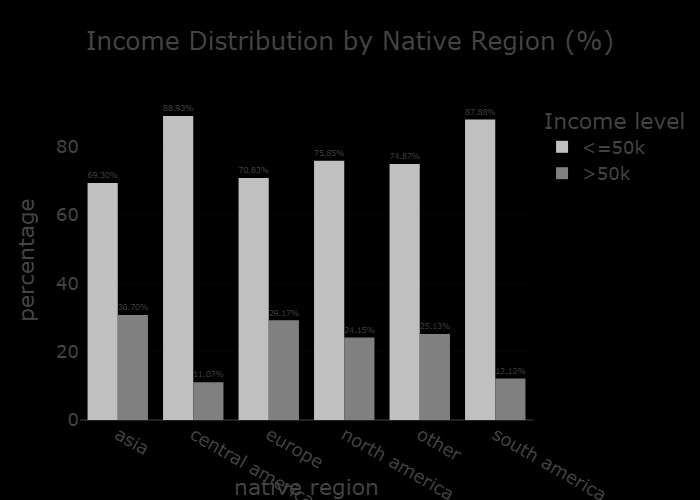 Income Distribution by Native Region (%)
Income level
<=50k
>50k
percentage
80
60
40
20
0
69.30%
30.70%
88.93%
11.07%
70.83%
29.17%
75.85%
24.15%
74.87%
25.13%
87.88%
12.12%
asia
central america
europe
north america
other
south america
native region